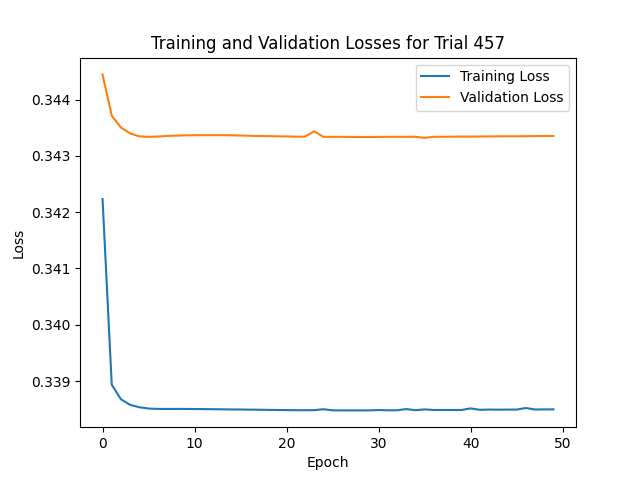 Training and Validation Losses for Trial 457
Training Loss
Validation Loss
Loss
0.344
0.343
0.342
0.341
0.340
0.339
0
10
20
30
40
50
Epoch